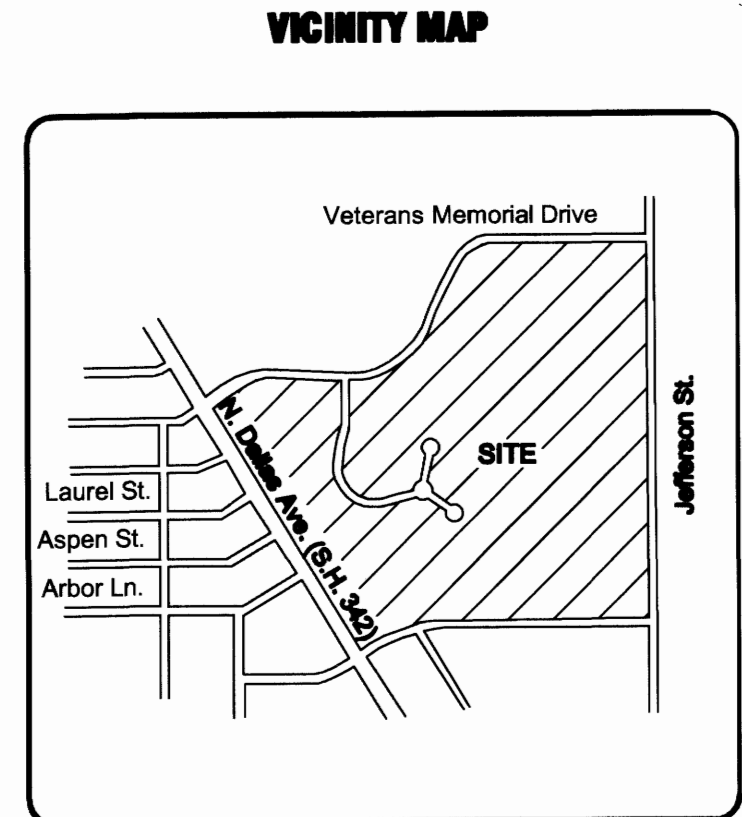 VICINITY MAP
Veterans Memorial Drive
N. Dallas Ave. (S.H. 342)
SITE
Jefferson St.
Laurel St.
Aspen St.
Arbor Ln.